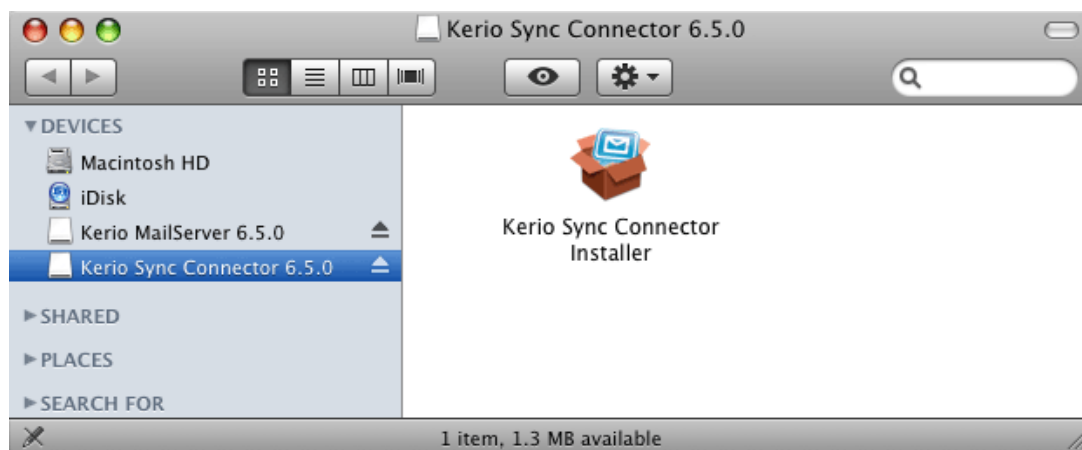 Kerio Sync Connector 6.5.0
DEVICES
Macintosh HD
iDisk
Kerio MailServer 6.5.0
Kerio Sync Connector 6.5.0
SHARED
PLACES
SEARCH FOR
Kerio Sync Connector
Installer
1 item, 1.3 MB available